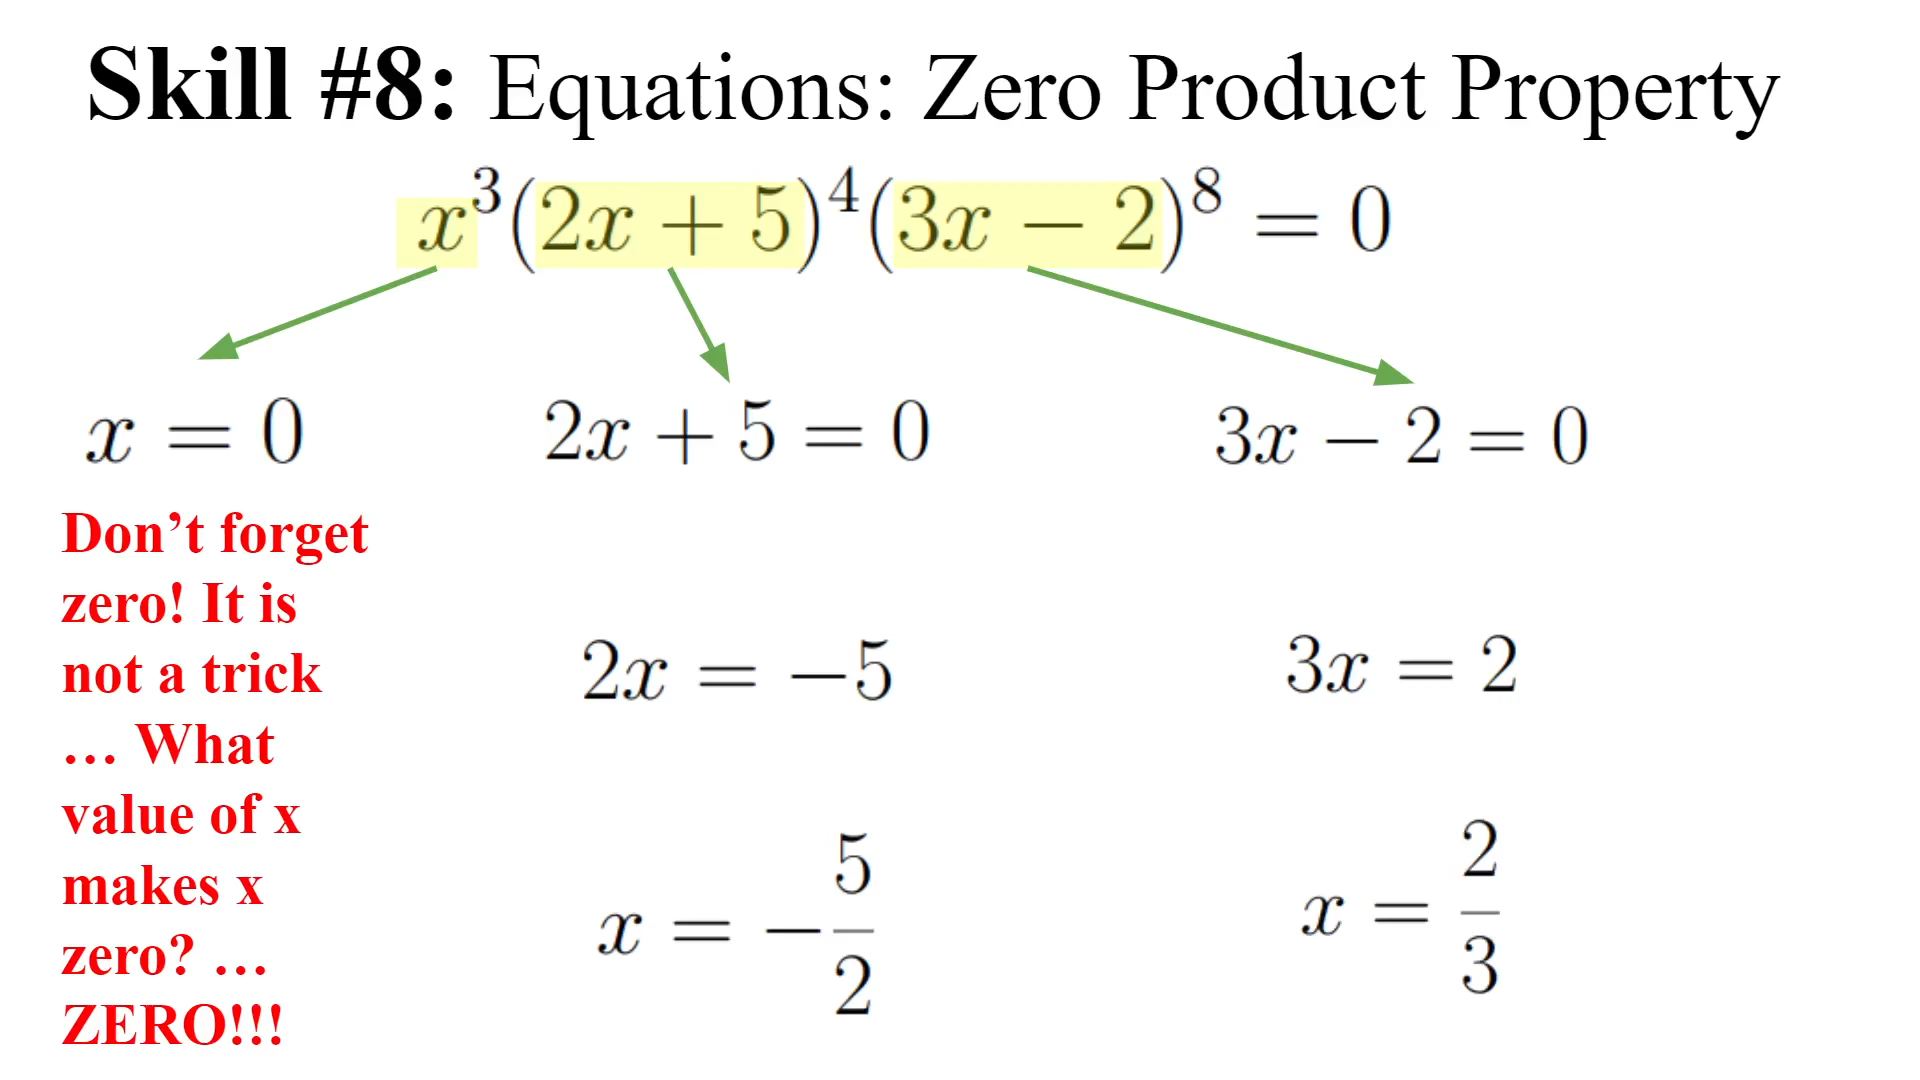 Skill #8: Equations: Zero Product Property
x³(2x + 5)⁴(3x − 2)⁸ = 0
x = 0
2x + 5 = 0
3x − 2 = 0
Don’t forget
zero! It is
not a trick
… What
value of x
makes x
zero? …
ZERO!!!
2x = −5
3x = 2
x = −5/2
x = 2/3